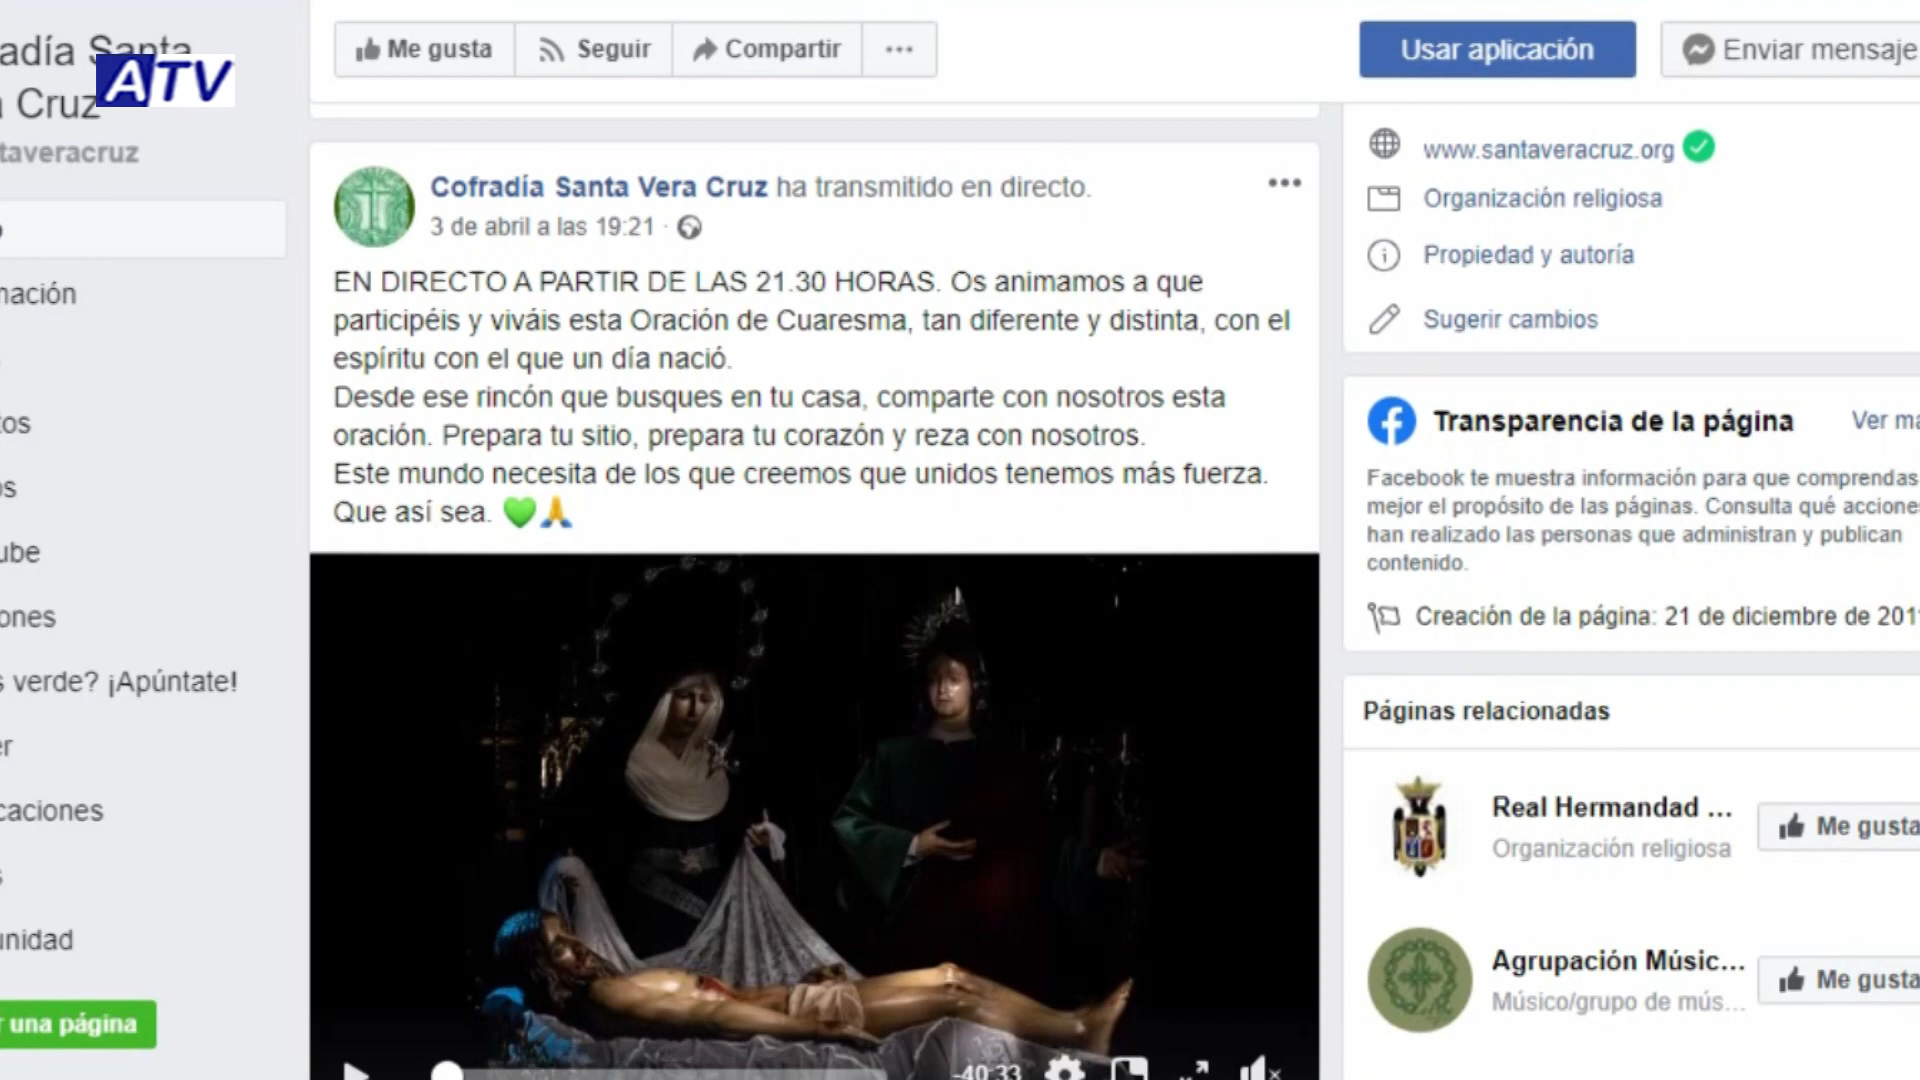 adía Santa
Cruz
ATV
taveracruz
mación
tos
os
ube
ones
s verde? ¡Apúntate!
er
caciones
s
unidad
r una página
Me gusta
Seguir
Compartir
Usar aplicación
Enviar mensaje
Cofradía Santa Vera Cruz ha transmitido en directo.
3 de abril a las 19:21 ·
EN DIRECTO A PARTIR DE LAS 21.30 HORAS. Os animamos a que
participéis y viváis esta Oración de Cuaresma, tan diferente y distinta, con el
espíritu con el que un día nació.
Desde ese rincón que busques en tu casa, comparte con nosotros esta
oración. Prepara tu sitio, prepara tu corazón y reza con nosotros.
Este mundo necesita de los que creemos que unidos tenemos más fuerza.
Que así sea. 💚🙏
-40:33
www.santaveracruz.org
Organización religiosa
Propiedad y autoría
Sugerir cambios
Transparencia de la página
Ver má
Facebook te muestra información para que comprendas
mejor el propósito de las páginas. Consulta qué acciones
han realizado las personas que administran y publican
contenido.
Creación de la página: 21 de diciembre de 201
Páginas relacionadas
Real Hermandad ...
Organización religiosa
Me gusta
Agrupación Músic...
Músico/grupo de mús...
Me gusta